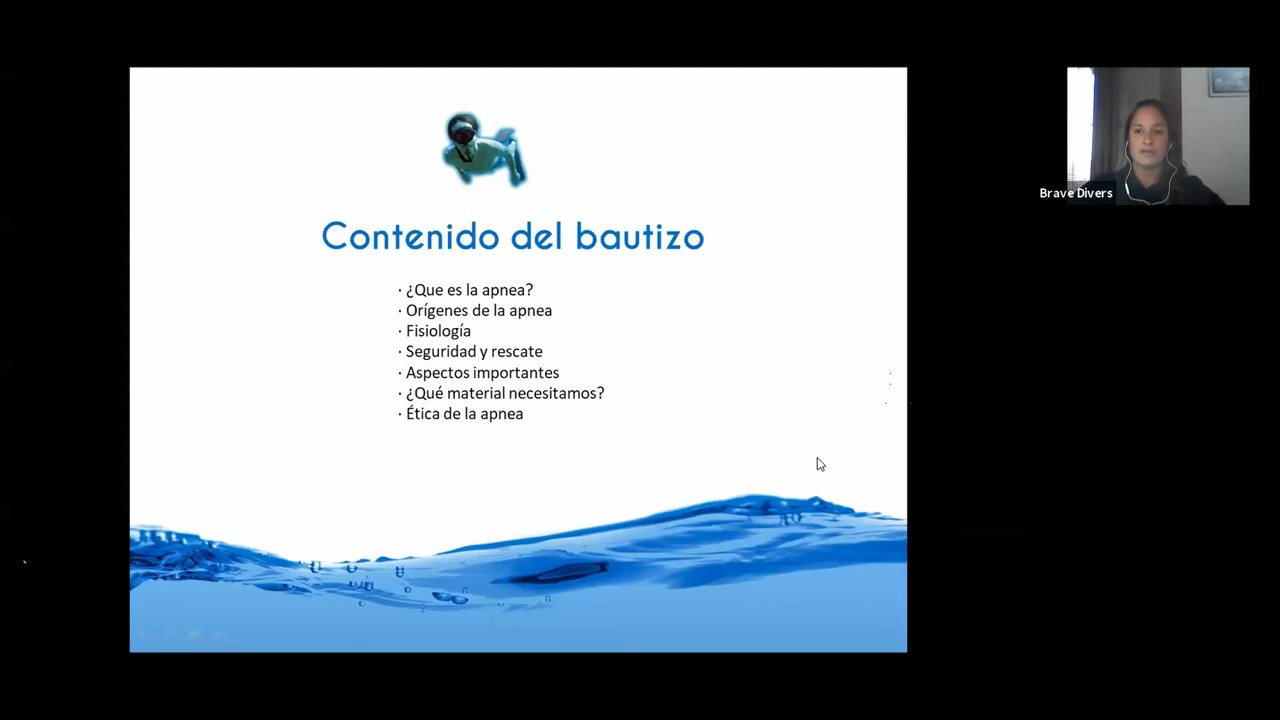 Contenido del bautizo
· ¿Que es la apnea?
· Orígenes de la apnea
· Fisiología
· Seguridad y rescate
· Aspectos importantes
· ¿Qué material necesitamos?
· Ética de la apnea
Brave Divers